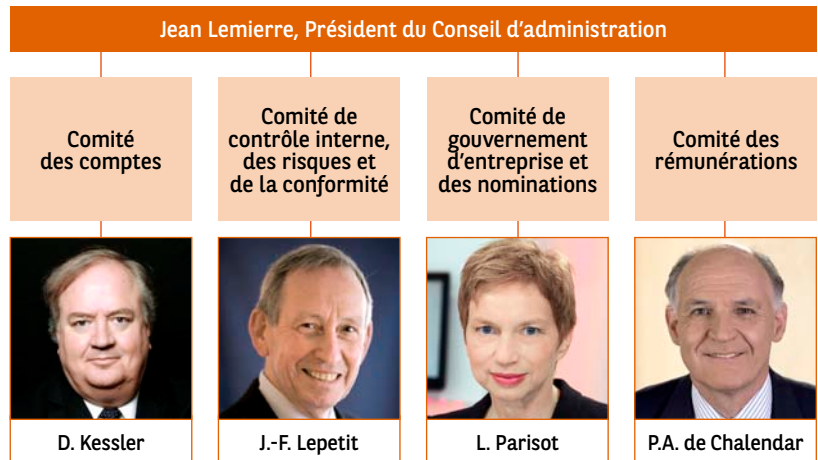 Jean Lemierre, Président du Conseil d'administration
Comité
des comptes
Comité de
contrôle interne,
des risques et
de la conformité
Comité de
gouvernement
d'entreprise et
des nominations
Comité des
rémunérations
D. Kessler
J.-F. Lepetit
L. Parisot
P.A. de Chalendar